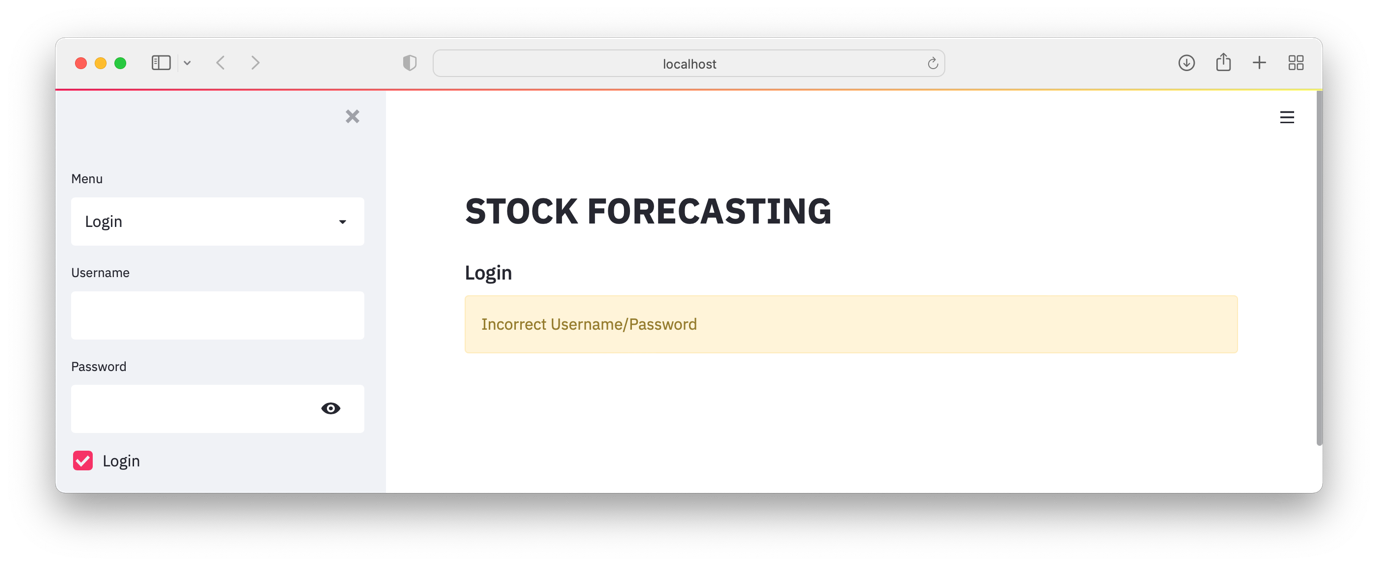 localhost
Menu
Login
Username
Password
Login
STOCK FORECASTING
Login
Incorrect Username/Password